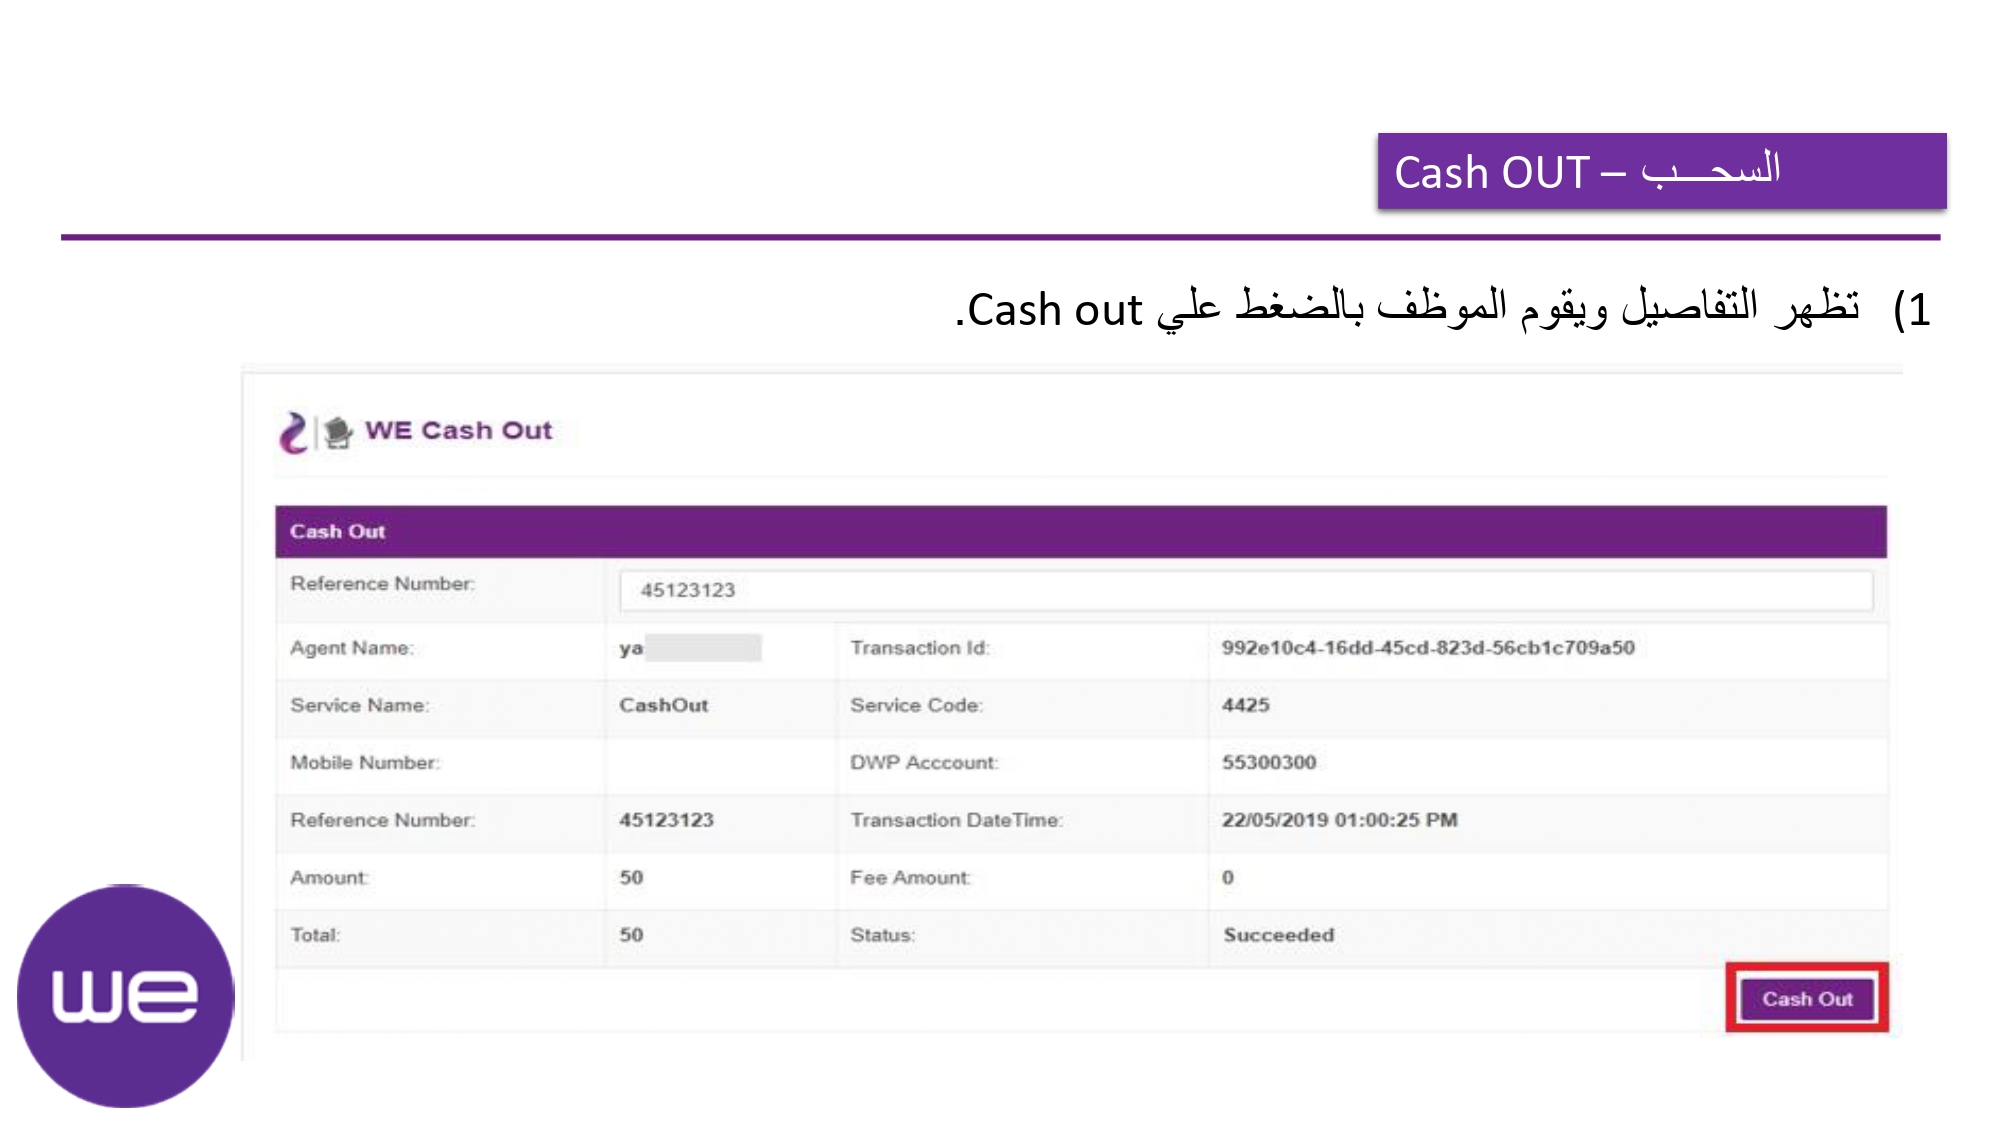 السحـــب – Cash OUT
1) تظهر التفاصيل ويقوم الموظف بالضغط علي Cash out.
WE Cash Out
Cash Out
Reference Number: 45123123
Agent Name: ya Transaction Id: 992e10c4-16dd-45cd-823d-56cb1c709a50
Service Name: CashOut Service Code: 4425
Mobile Number: DWP Acccount: 55300300
Reference Number: 45123123 Transaction DateTime: 22/05/2019 01:00:25 PM
Amount: 50 Fee Amount: 0
Total: 50 Status: Succeeded
Cash Out
we